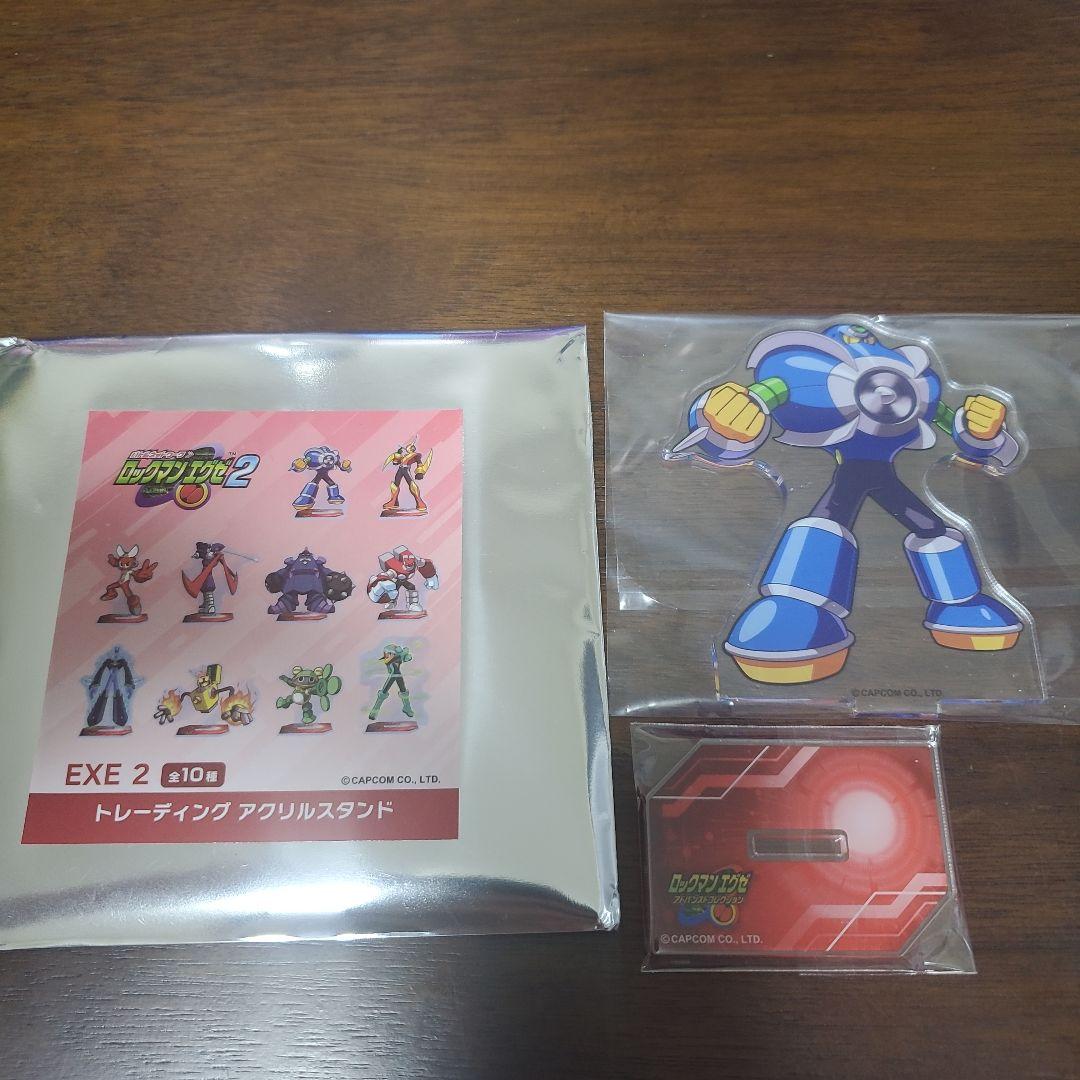 ロックマン エグゼ2
TM
EXE 2 全10種
©CAPCOM CO., LTD.
トレーディング アクリルスタンド
©CAPCOM CO., LTD.
ロックマン エグゼ
アドバンストコレクション
©CAPCOM CO., LTD.